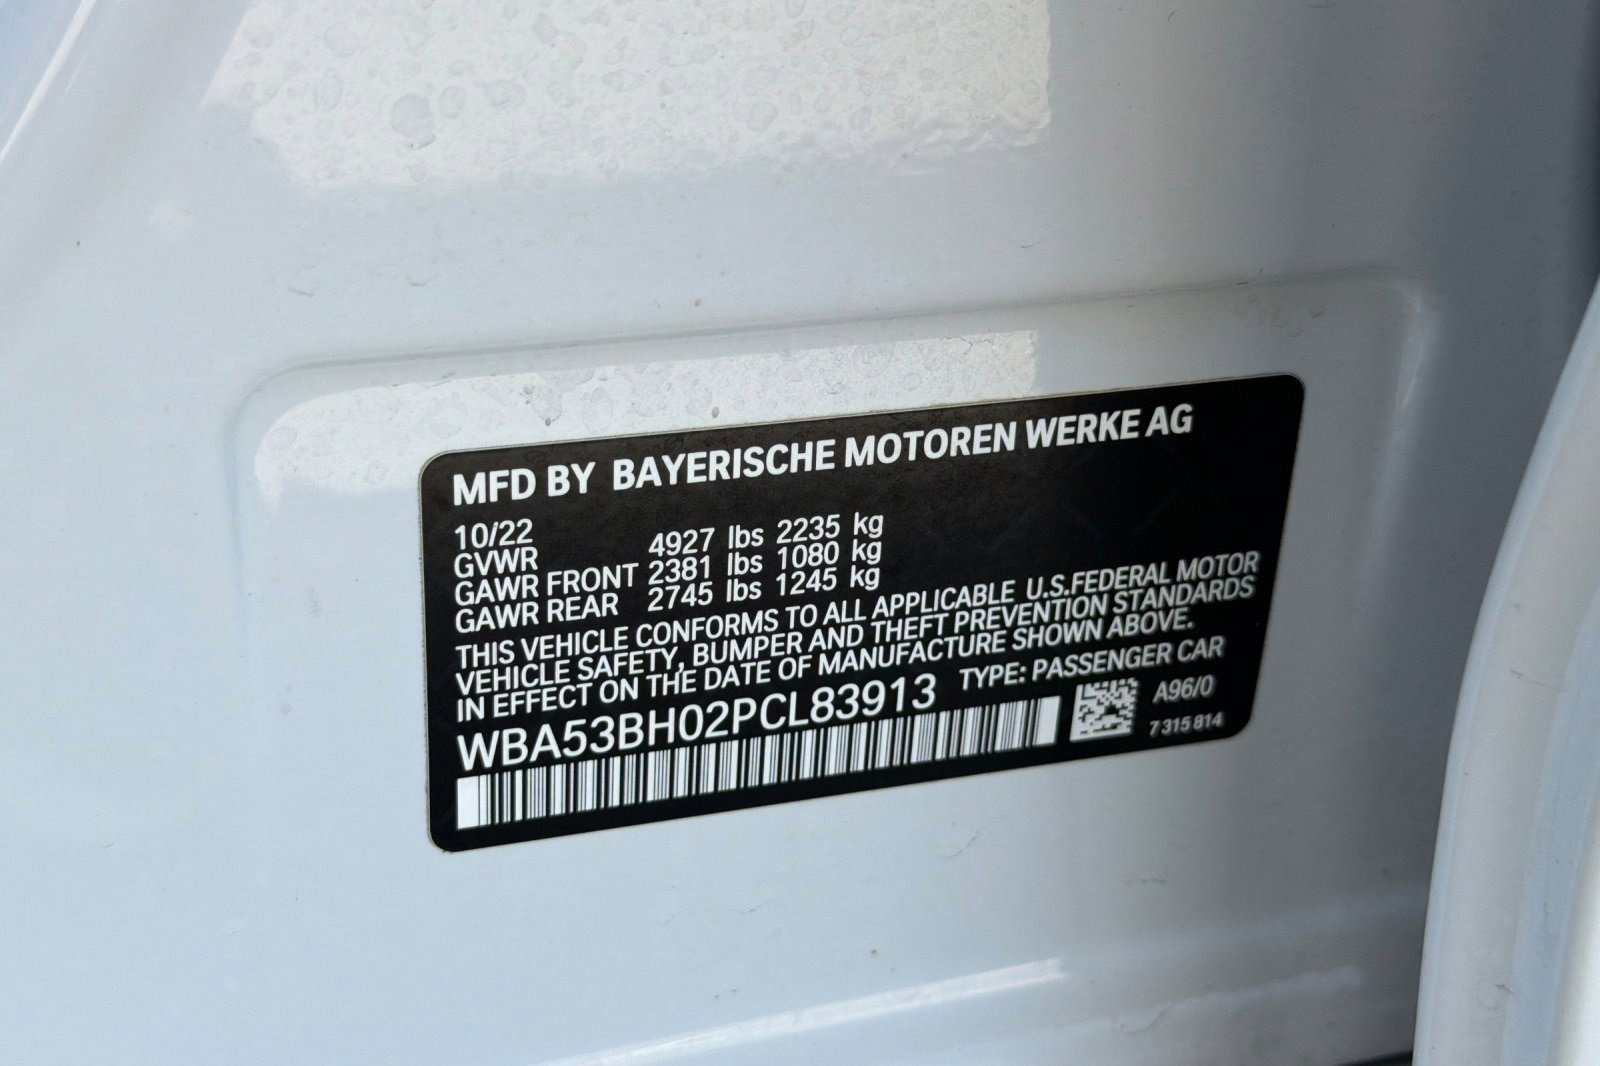 MFD BY BAYERISCHE MOTOREN WERKE AG
10/22
GVWR 4927 lbs 2235 kg
GAWR FRONT 2381 lbs 1080 kg
GAWR REAR 2745 lbs 1245 kg
THIS VEHICLE CONFORMS TO ALL APPLICABLE U.S.FEDERAL MOTOR
VEHICLE SAFETY, BUMPER AND THEFT PREVENTION STANDARDS
IN EFFECT ON THE DATE OF MANUFACTURE SHOWN ABOVE.
WBA53BH02PCL83913 TYPE: PASSENGER CAR
A96/0
7 315 814